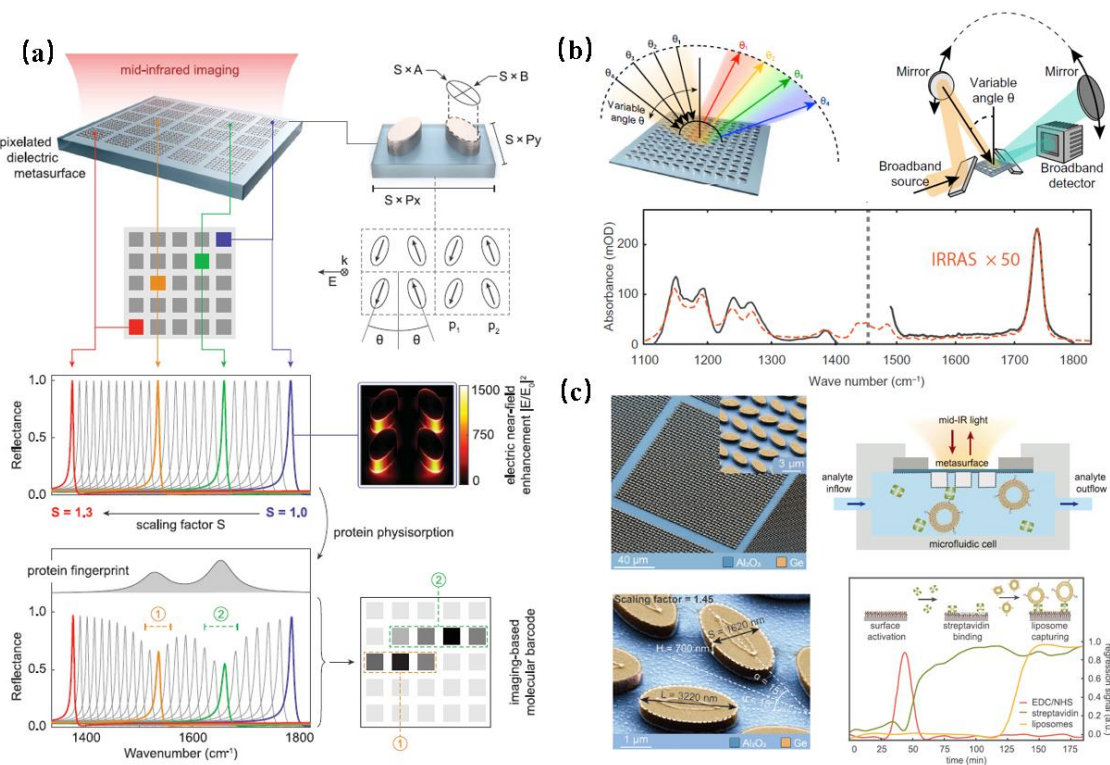 (a)
mid-infrared imaging
pixelated
dielectric
metasurface
S × A
S × B
S × Py
S × Px
k
E
θ
θ
p₁
p₂
Reflectance
1.0
0.5
0.0
S = 1.3
scaling factor S
S = 1.0
1500
750
0
electric near-field
enhancement |E/E₀|²
protein physisorption
protein fingerprint
Reflectance
1.0
0.5
0.0
①
②
1400
1600
1800
Wavenumber (cm⁻¹)
②
①
imaging-based
molecular barcode
(b)
θ₄
θ₂
θ₁
θ₁
θ₂
θ₃
θ₄
Variable
angle θ
Mirror
Mirror
Variable
angle θ
Broadband
source
Broadband
detector
Absorbance (mOD)
200
100
0
IRRAS × 50
1100
1200
1300
1400
1500
1600
1700
1800
Wave number (cm⁻¹)
(c)
3 μm
40 μm
Al₂O₃
Ge
mid-IR light
metasurface
analyte
inflow
analyte
outflow
microfluidic cell
Scaling factor = 1.45
S = 1620 nm
H = 700 nm
L = 3220 nm
1 μm
Al₂O₃
Ge
surface
activation
streptavidin
binding
liposome
capturing
EDC/NHS
streptavidin
liposomes
1.0
0.8
0.6
0.4
0.2
0.0
regression signal (a.u.)
0
25
50
75
100
125
150
175
time (min)